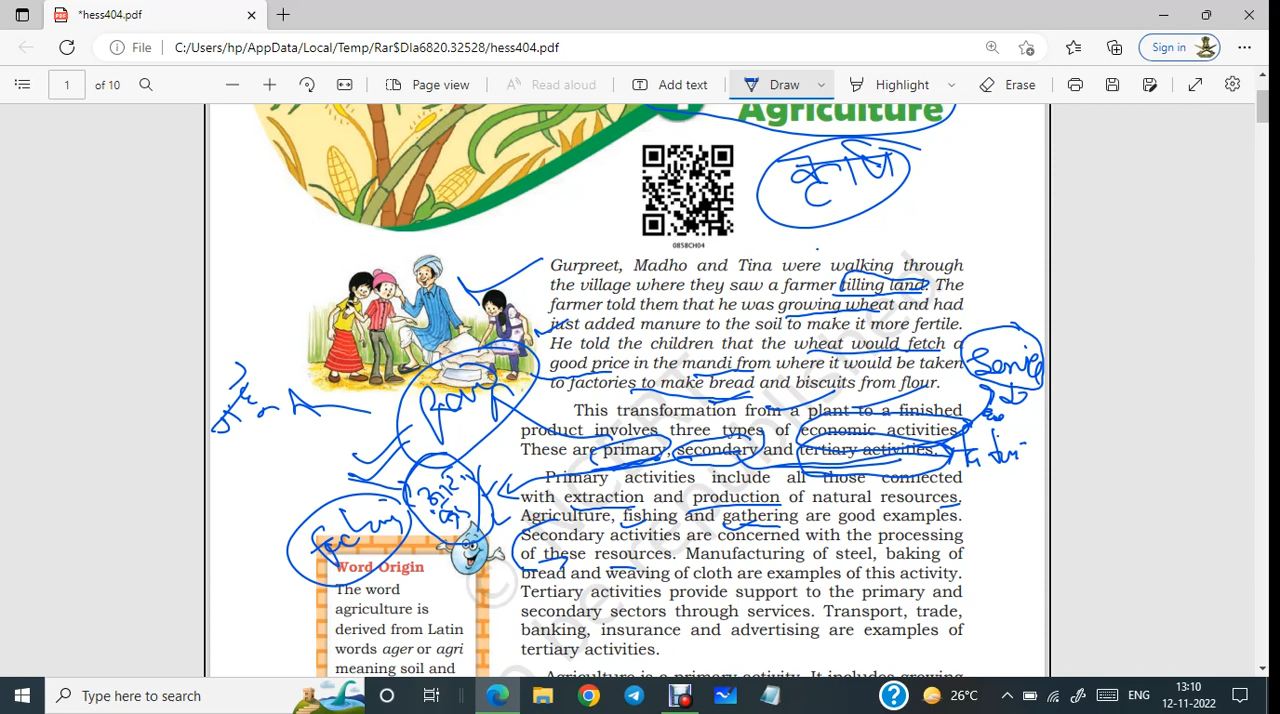 *hess404.pdf
File
C:/Users/hp/AppData/Local/Temp/Rar$DIa6820.32528/hess404.pdf
Sign in
1 of 10
Page view
Read aloud
Add text
Draw
Highlight
Erase
Agriculture
कृषि
0858CH04
Gurpreet, Madho and Tina were walking through
the village where they saw a farmer tilling land. The
farmer told them that he was growing wheat and had
just added manure to the soil to make it more fertile.
He told the children that the wheat would fetch a
good price in the mandi from where it would be taken
to factories to make bread and biscuits from flour.
This transformation from a plant to a finished
product involves three types of economic activities.
These are primary, secondary and tertiary activities.
Primary activities include all those connected
with extraction and production of natural resources.
Agriculture, fishing and gathering are good examples.
Secondary activities are concerned with the processing
of these resources. Manufacturing of steel, baking of
bread and weaving of cloth are examples of this activity.
Tertiary activities provide support to the primary and
secondary sectors through services. Transport, trade,
banking, insurance and advertising are examples of
tertiary activities.
Word Origin
The word
agriculture is
derived from Latin
words ager or agri
meaning soil and
Agriculture is a primary activity. It includes growing
© NCERT
Type here to search
26°C
ENG
13:10
12-11-2022